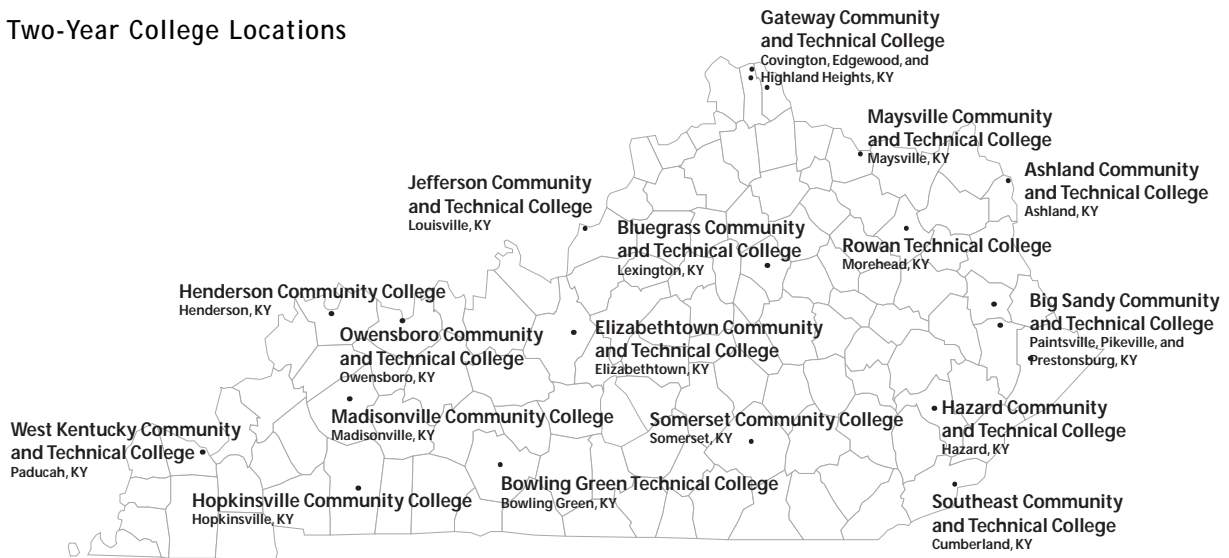 Two-Year College Locations
Gateway Community
and Technical College
Covington, Edgewood, and
Highland Heights, KY
Maysville Community
and Technical College
Maysville, KY
Ashland Community
and Technical College
Ashland, KY
Jefferson Community
and Technical College
Louisville, KY
Bluegrass Community
and Technical College
Lexington, KY
Rowan Technical College
Morehead, KY
Henderson Community College
Henderson, KY
Owensboro Community
and Technical College
Owensboro, KY
Elizabethtown Community
and Technical College
Elizabethtown, KY
Big Sandy Community
and Technical College
Paintsville, Pikeville, and
Prestonsburg, KY
Madisonville Community College
Madisonville, KY
Somerset Community College
Somerset, KY
Hazard Community
and Technical College
Hazard, KY
West Kentucky Community
and Technical College
Paducah, KY
Hopkinsville Community College
Hopkinsville, KY
Bowling Green Technical College
Bowling Green, KY
Southeast Community
and Technical College
Cumberland, KY